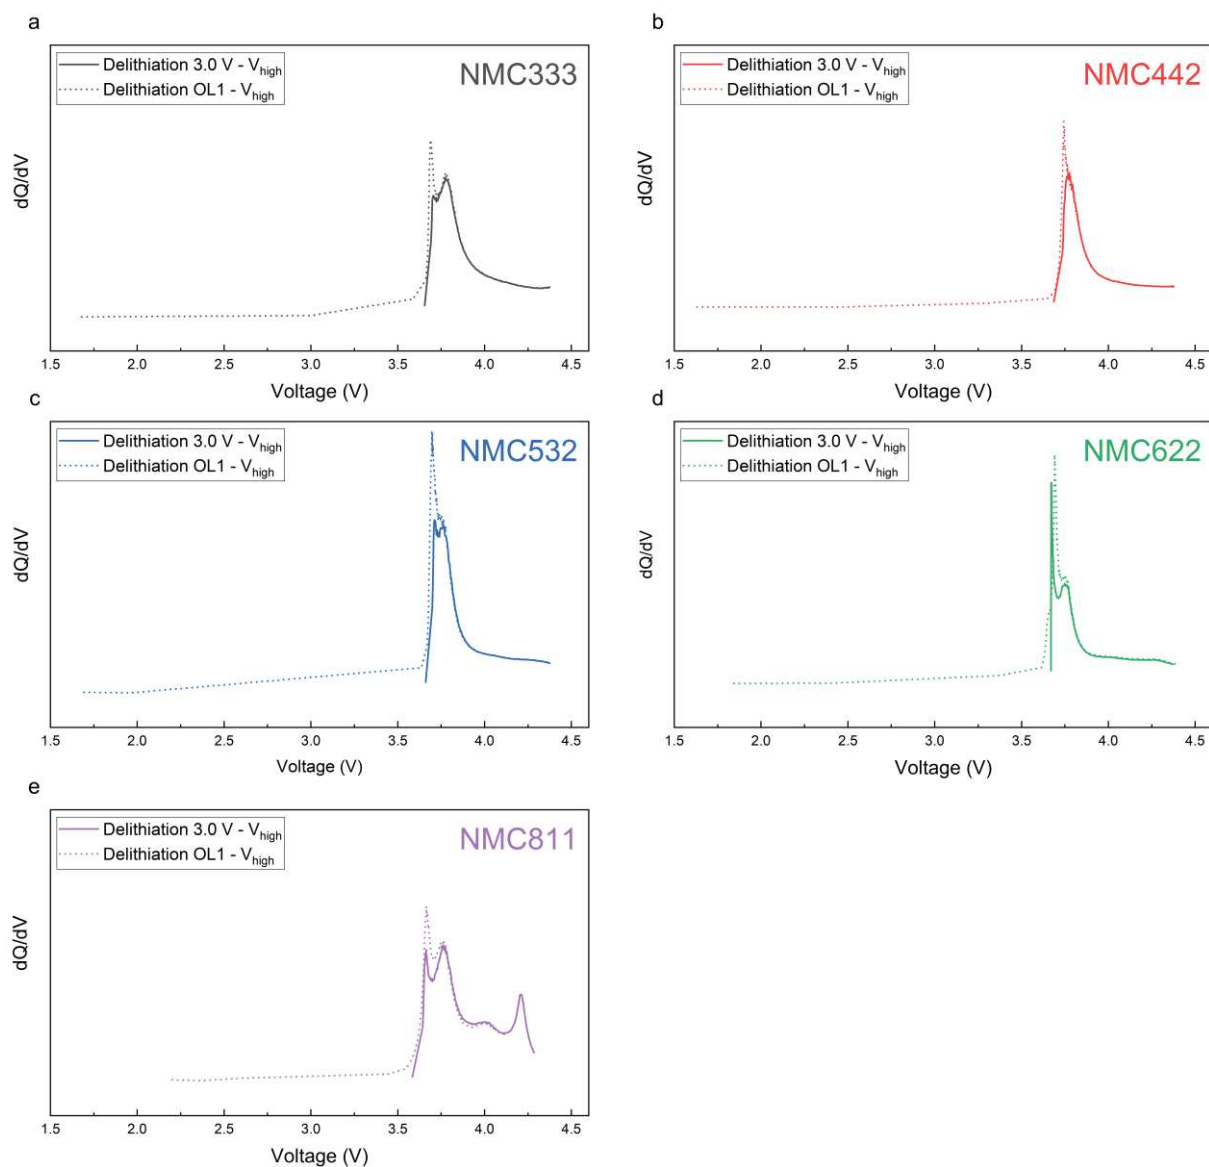 a
Delithiation 3.0 V - Vhigh
Delithiation OL1 - Vhigh
NMC333
dQ/dV
1.5 2.0 2.5 3.0 3.5 4.0 4.5
Voltage (V)
b
Delithiation 3.0 V - Vhigh
Delithiation OL1 - Vhigh
NMC442
dQ/dV
1.5 2.0 2.5 3.0 3.5 4.0 4.5
Voltage (V)
c
Delithiation 3.0 V - Vhigh
Delithiation OL1 - Vhigh
NMC532
dQ/dV
1.5 2.0 2.5 3.0 3.5 4.0 4.5
Voltage (V)
d
Delithiation 3.0 V - Vhigh
Delithiation OL1 - Vhigh
NMC622
dQ/dV
1.5 2.0 2.5 3.0 3.5 4.0 4.5
Voltage (V)
e
Delithiation 3.0 V - Vhigh
Delithiation OL1 - Vhigh
NMC811
dQ/dV
1.5 2.0 2.5 3.0 3.5 4.0 4.5
Voltage (V)